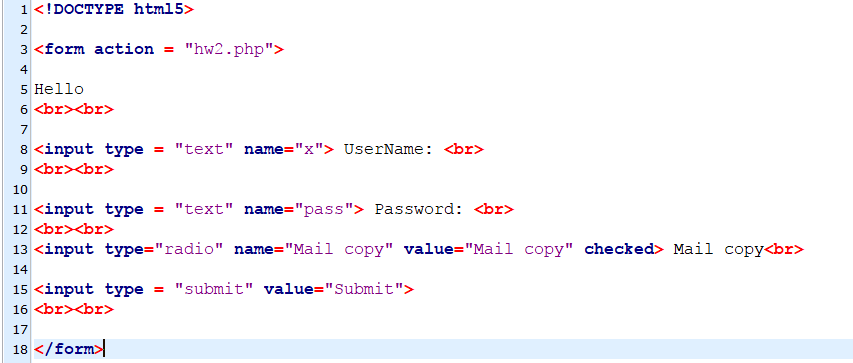 1 <!DOCTYPE html5>
2
3 <form action = "hw2.php">
4
5 Hello
6 <br><br>
7
8 <input type = "text" name="x"> UserName: <br>
9 <br><br>
10
11 <input type = "text" name="pass"> Password: <br>
12 <br><br>
13 <input type="radio" name="Mail copy" value="Mail copy" checked> Mail copy<br>
14
15 <input type = "submit" value="Submit">
16 <br><br>
17
18 </form>